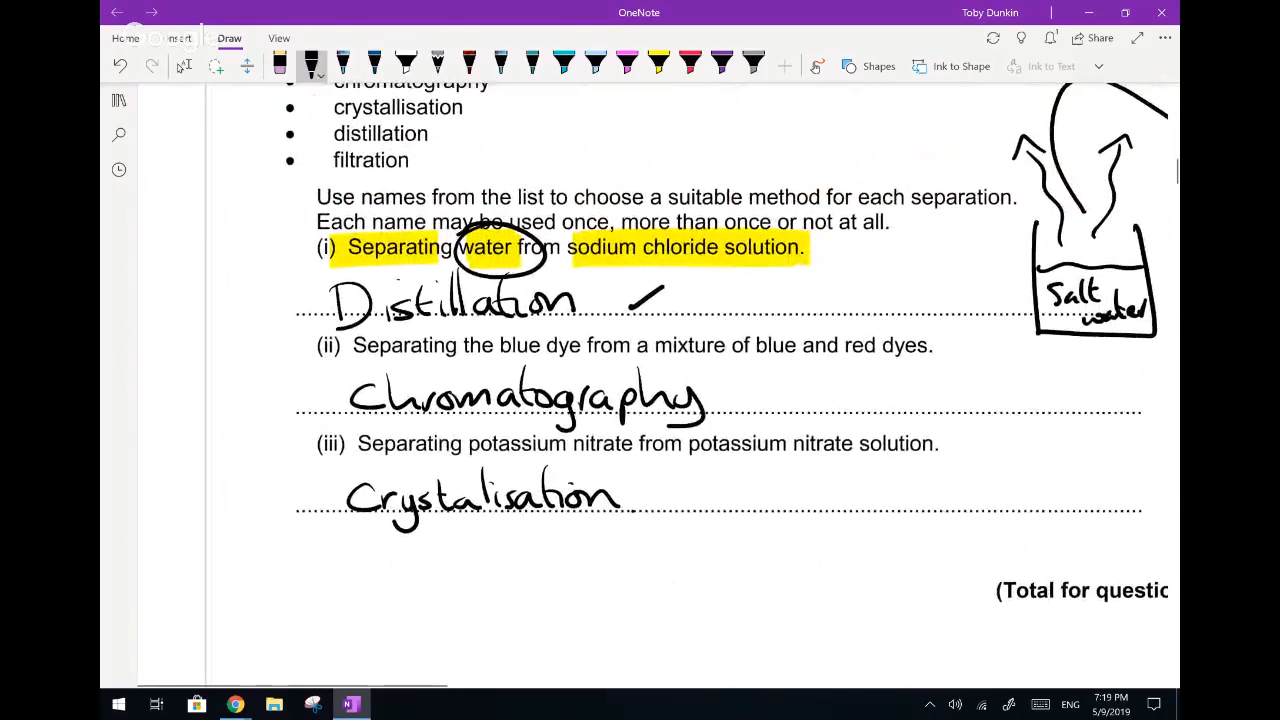 OneNote
Toby Dunkin
Home Insert Draw View
Share
Shapes
Ink to Shape
Ink to Text
chromatography
• crystallisation
• distillation
• filtration
Use names from the list to choose a suitable method for each separation.
Each name may be used once, more than once or not at all.
(i) Separating water from sodium chloride solution.
Distillation ✓
Salt
water
(ii) Separating the blue dye from a mixture of blue and red dyes.
Chromatography
(iii) Separating potassium nitrate from potassium nitrate solution.
Crystalisation
(Total for questio
ENG
7:19 PM
5/9/2019